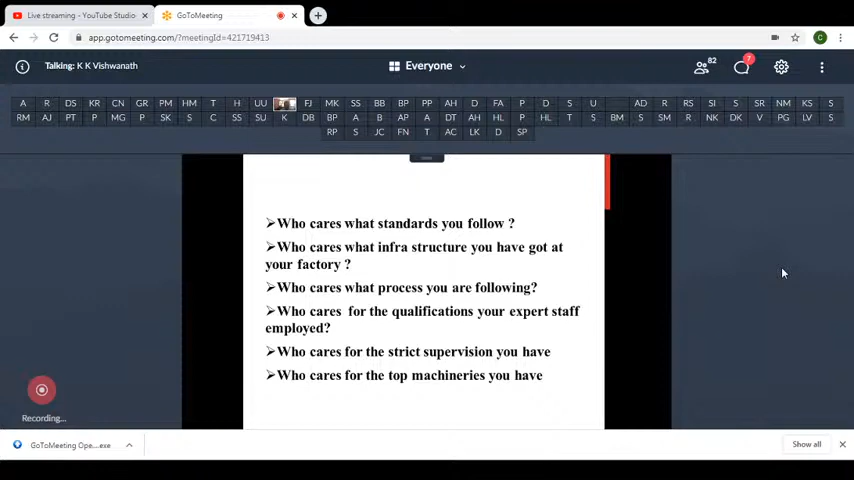 Live streaming - YouTube Studio
GoToMeeting
app.gotomeeting.com/?meetingId=421719413
C
Talking: K K Vishwanath
Everyone
82
7
A R DS KR CN GR PM HM T H UU FJ MK SS BB BP PP AH D FA P D S U AD R RS SI S SR NM KS S
RM AJ PT P MG P SK S C SS SU K DB BP A B AP A DT AH HL P HL T S BM S SM R NK DK V PG LV S
RP S JC FN T AC LK D SP
➢Who cares what standards you follow ?
➢Who cares what infra structure you have got at
your factory ?
➢Who cares what process you are following?
➢Who cares for the qualifications your expert staff
employed?
➢Who cares for the strict supervision you have
➢Who cares for the top machineries you have
Recording...
GoToMeeting Ope....exe
Show all